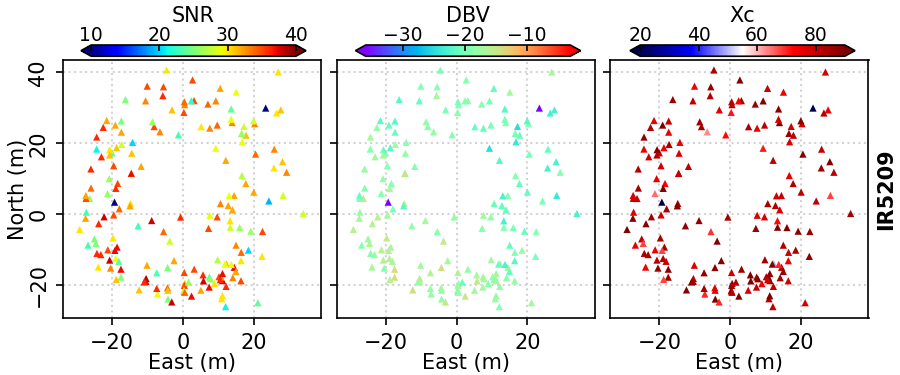 SNR DBV Xc
10 20 30 40 −30 −20 −10 20 40 60 80
40
20
0
−20
North (m)
IR5209
−20 0 20 −20 0 20 −20 0 20
East (m) East (m) East (m)